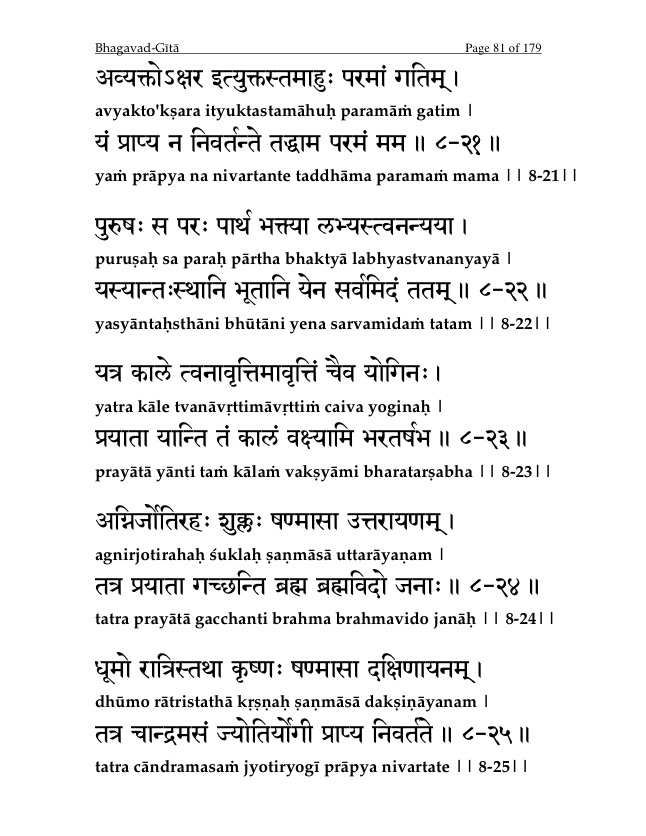 Bhagavad-Gītā Page 81 of 179
अव्यक्तोऽक्षर इत्युक्तस्तमाहुः परमां गतिम् ।
avyakto'kṣara ityuktastamāhuḥ paramāṁ gatim |
यं प्राप्य न निवर्तन्ते तद्धाम परमं मम ॥ ८-२१ ॥
yaṁ prāpya na nivartante taddhāma paramaṁ mama || 8-21||
पुरुषः स परः पार्थ भक्त्या लभ्यस्त्वनन्यया ।
puruṣaḥ sa paraḥ pārtha bhaktyā labhyastvananyayā |
यस्यान्तःस्थानि भूतानि येन सर्वमिदं ततम् ॥ ८-२२ ॥
yasyāntaḥsthāni bhūtāni yena sarvamidaṁ tatam || 8-22||
यत्र काले त्वनावृत्तिमावृत्तिं चैव योगिनः ।
yatra kāle tvanāvṛttimāvṛttiṁ caiva yoginaḥ |
प्रयाता यान्ति तं कालं वक्ष्यामि भरतर्षभ ॥ ८-२३ ॥
prayātā yānti taṁ kālaṁ vakṣyāmi bharatarṣabha || 8-23||
अग्निर्जोतिरहः शुक्लः षण्मासा उत्तरायणम् ।
agnirjotirahaḥ śuklaḥ ṣaṇmāsā uttarāyaṇam |
तत्र प्रयाता गच्छन्ति ब्रह्म ब्रह्मविदो जनाः ॥ ८-२४ ॥
tatra prayātā gacchanti brahma brahmavido janāḥ || 8-24||
धूमो रात्रिस्तथा कृष्णः षण्मासा दक्षिणायनम् ।
dhūmo rātristathā kṛṣṇaḥ ṣaṇmāsā dakṣiṇāyanam |
तत्र चान्द्रमसं ज्योतिर्योगी प्राप्य निवर्तते ॥ ८-२५ ॥
tatra cāndramasaṁ jyotiryogī prāpya nivartate || 8-25||